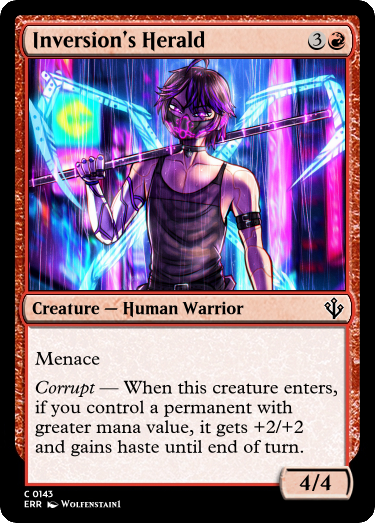 Inversion's Herald 3
Creature — Human Warrior
Menace
Corrupt — When this creature enters,
if you control a permanent with
greater mana value, it gets +2/+2
and gains haste until end of turn.
4/4
C 0143
ERR Wolfenstain1